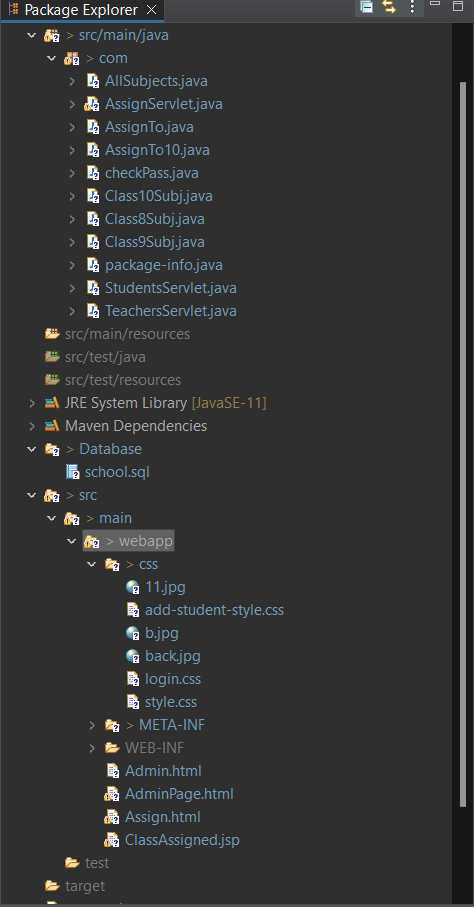 Package Explorer
> src/main/java
> com
AllSubjects.java
AssignServlet.java
AssignTo.java
AssignTo10.java
checkPass.java
Class10Subj.java
Class8Subj.java
Class9Subj.java
package-info.java
StudentsServlet.java
TeachersServlet.java
src/main/resources
src/test/java
src/test/resources
JRE System Library [JavaSE-11]
Maven Dependencies
> Database
school.sql
> src
> main
> webapp
> css
11.jpg
add-student-style.css
b.jpg
back.jpg
login.css
style.css
> META-INF
WEB-INF
Admin.html
AdminPage.html
Assign.html
ClassAssigned.jsp
test
target